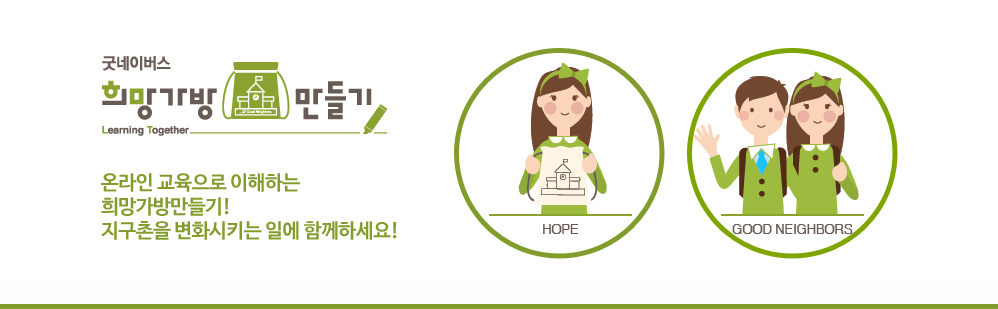 굿네이버스
희망가방 만들기
Learning Together
온라인 교육으로 이해하는
희망가방만들기!
지구촌을 변화시키는 일에 함께하세요!
HOPE
GOOD NEIGHBORS